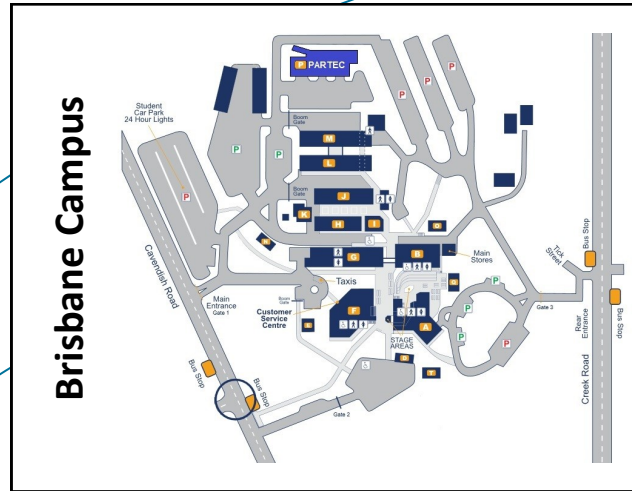 Brisbane Campus
P PARTEC
Student
Car Park
24 Hour Lights
P
P
P
P
Boom
Gate
M
P
P
L
Boom
Gate
J
K
H
I
D
G
B
Main
Stores
Taxis
Main
Entrance
Gate 1
Boom
Gate
Customer
Service
Centre
F
A
STAGE
AREAS
T
P
P
P
P
P
Gate 3
Tick
Street
Bus Stop
Bus Stop
Rear
Entrance
Creek Road
Cavendish Road
Bus Stop
Bus Stop
Gate 2